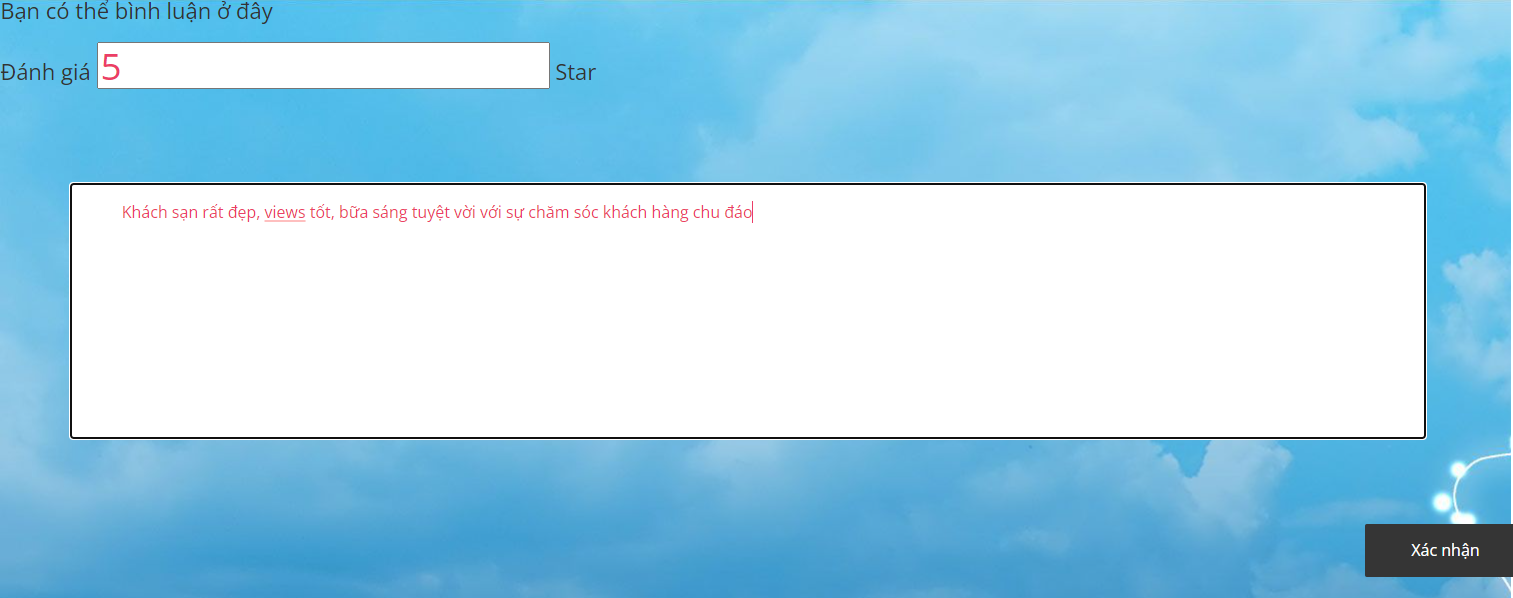 Bạn có thể bình luận ở đây
Đánh giá 5 Star
Khách sạn rất đẹp, views tốt, bữa sáng tuyệt vời với sự chăm sóc khách hàng chu đáo
Xác nhận